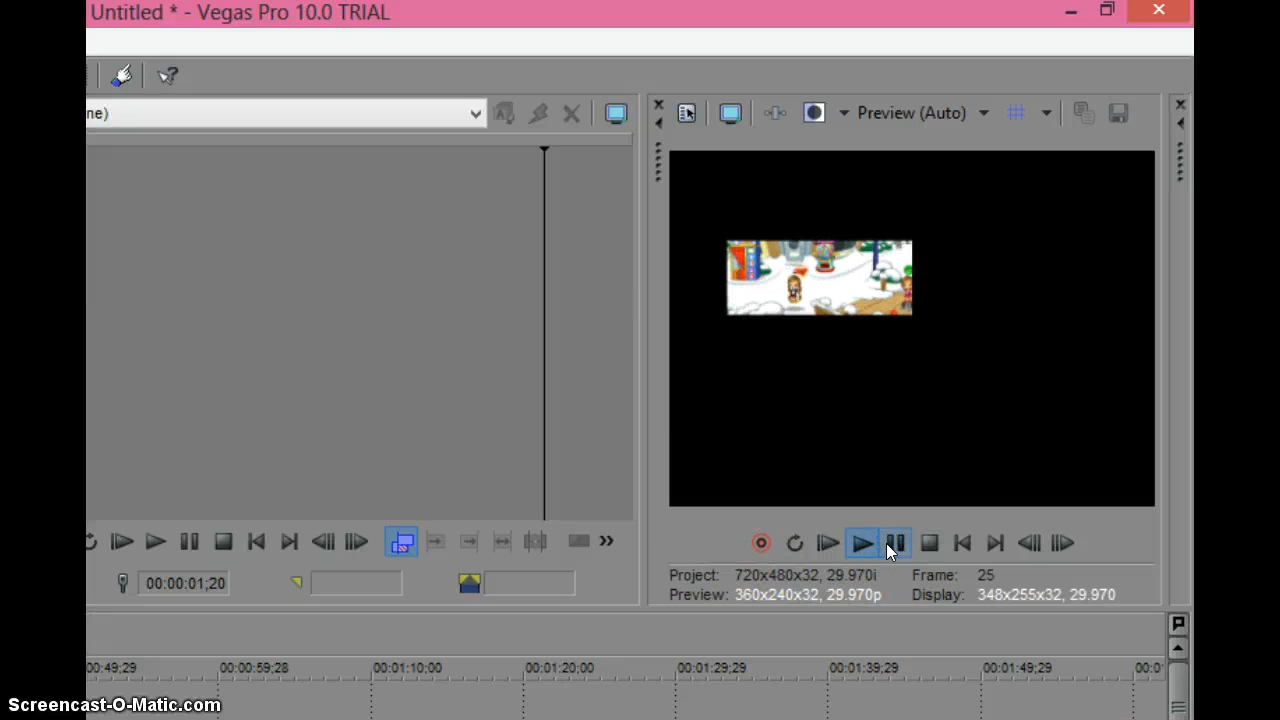 Untitled * - Vegas Pro 10.0 TRIAL
ne)
Preview (Auto)
Project: 720x480x32, 29.970i Frame: 25
Preview: 360x240x32, 29.970p Display: 348x255x32, 29.970
00:00:01;20
00:49;29 00:00:59;28 00:01:10;00 00:01:20;00 00:01:29;29 00:01:39;29 00:01:49;29 00:0
Screencast-O-Matic.com